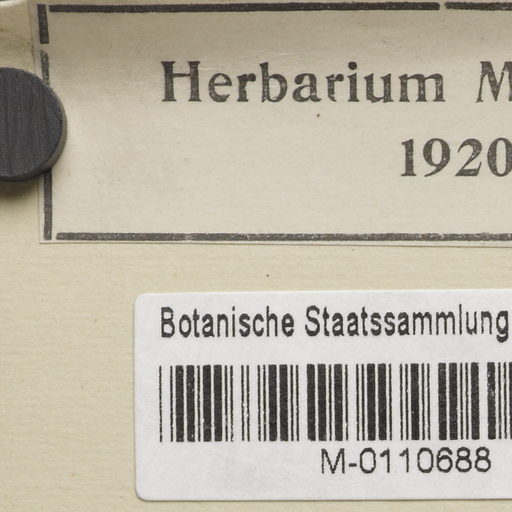 Herbarium M
1920
Botanische Staatssammlung
M-0110688